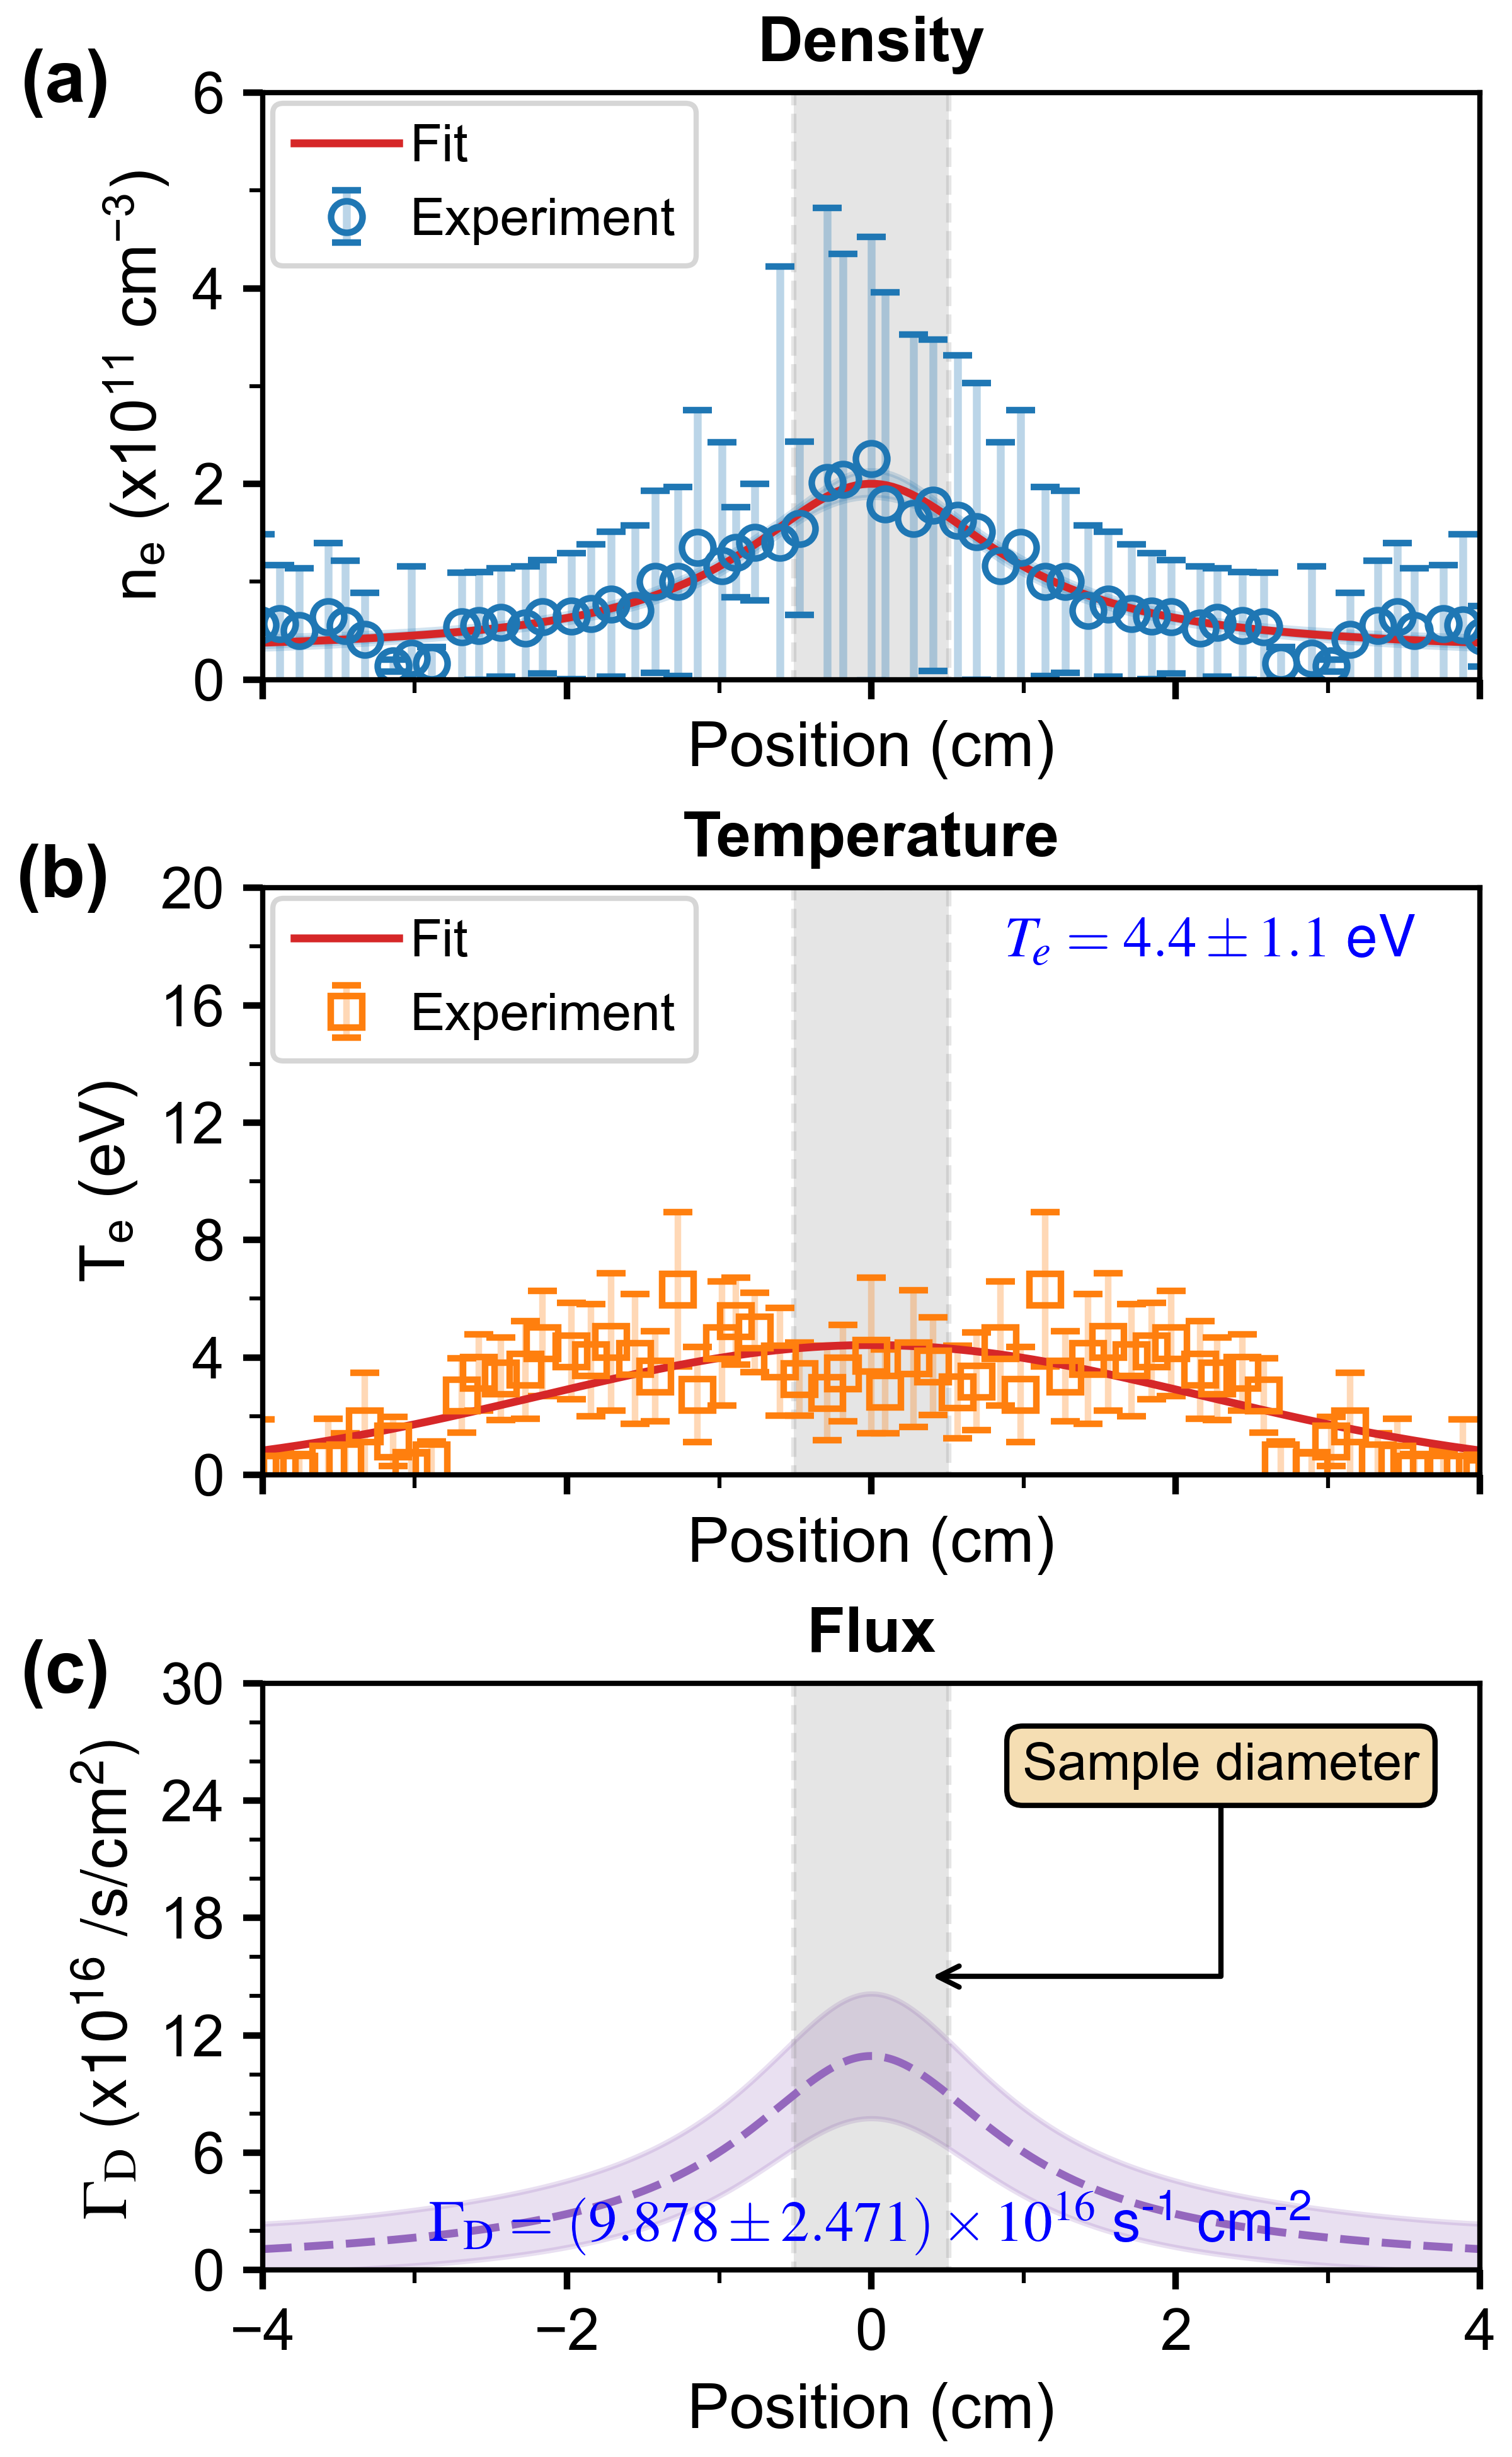 Density
(a)
6
4
2
0
n_e (x10^11 cm^−3)
Fit
Experiment
Position (cm)
Temperature
(b)
20
16
12
8
4
0
T_e (eV)
Fit
Experiment
T_e = 4.4 ± 1.1 eV
Position (cm)
Flux
(c)
30
24
18
12
6
0
Γ_D (x10^16 /s/cm^2)
Sample diameter
Γ_D = (9.878 ± 2.471) × 10^16 s^-1 cm^-2
−4 −2 0 2 4
Position (cm)